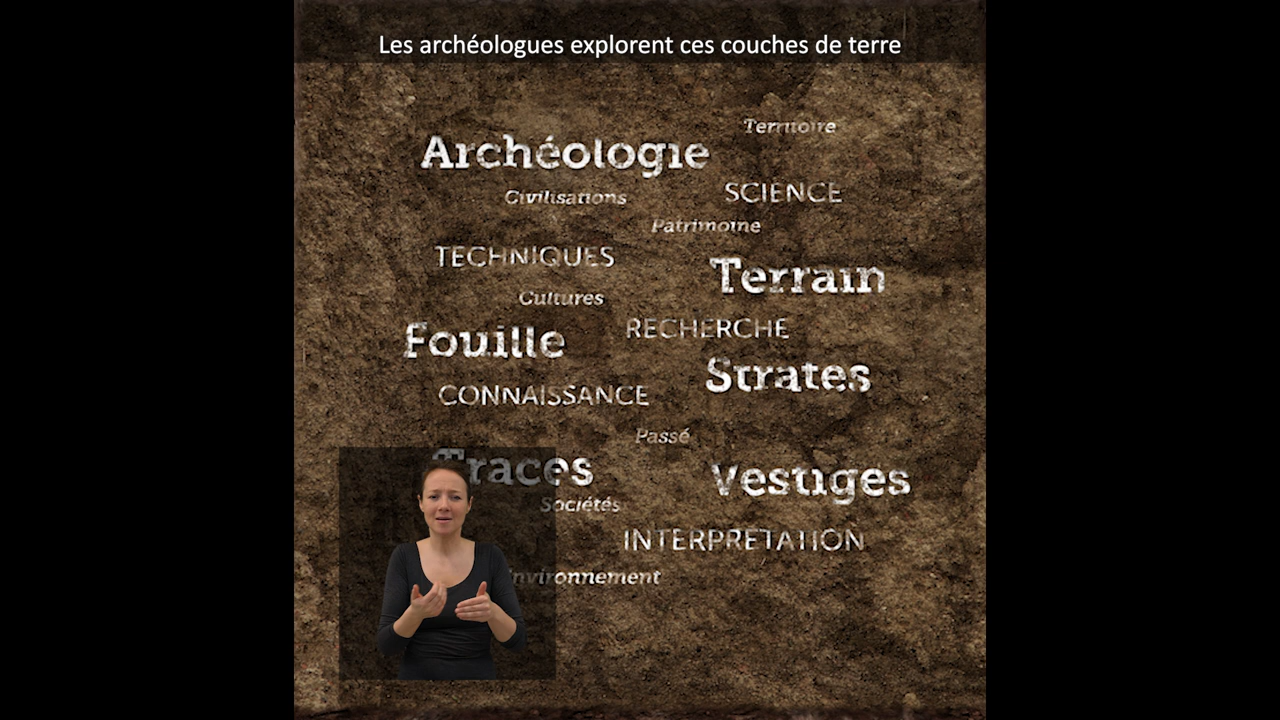 Les archéologues explorent ces couches de terre
Territoire
Archéologie
SCIENCE
Civilisations
Patrimoine
TECHNIQUES
Terrain
Cultures
RECHERCHE
Fouille
Strates
CONNAISSANCE
Passé
Traces
Vestiges
Sociétés
INTERPRETATION
Environnement